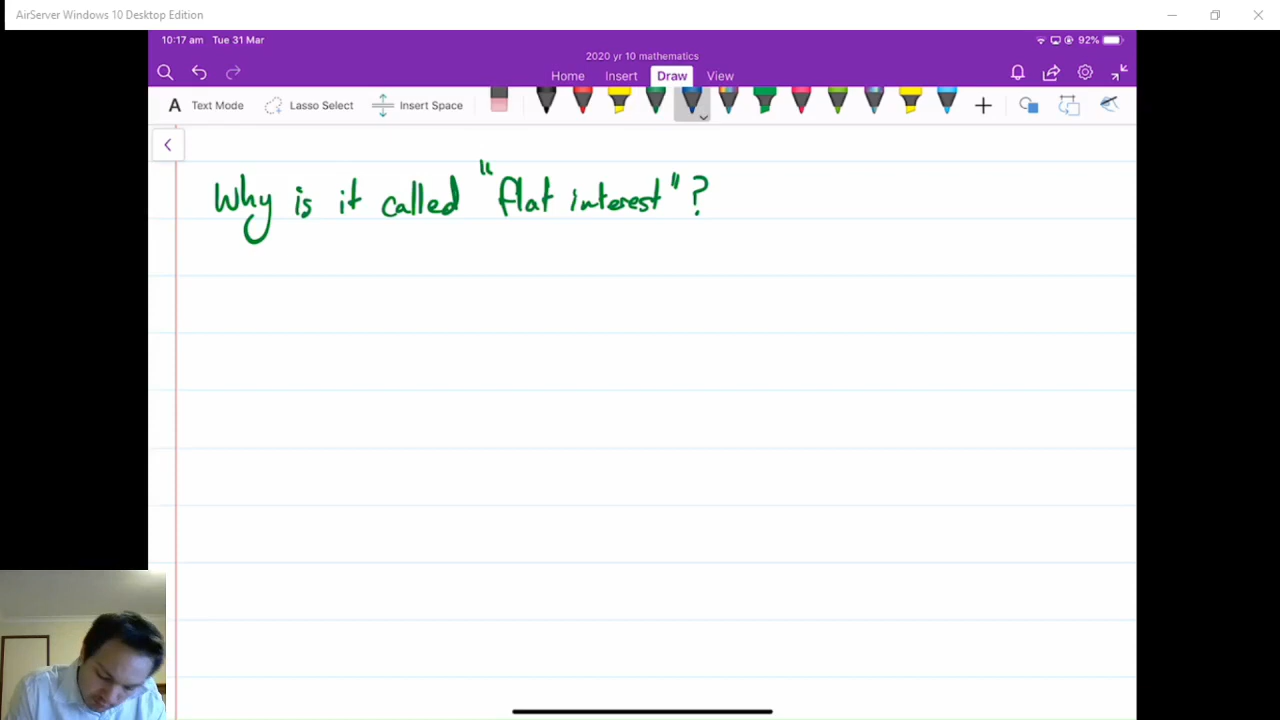 AirServer Windows 10 Desktop Edition
10:17 am Tue 31 Mar
92%
2020 yr 10 mathematics
Home Insert Draw View
A Text Mode Lasso Select Insert Space
Why is it called "flat interest"?